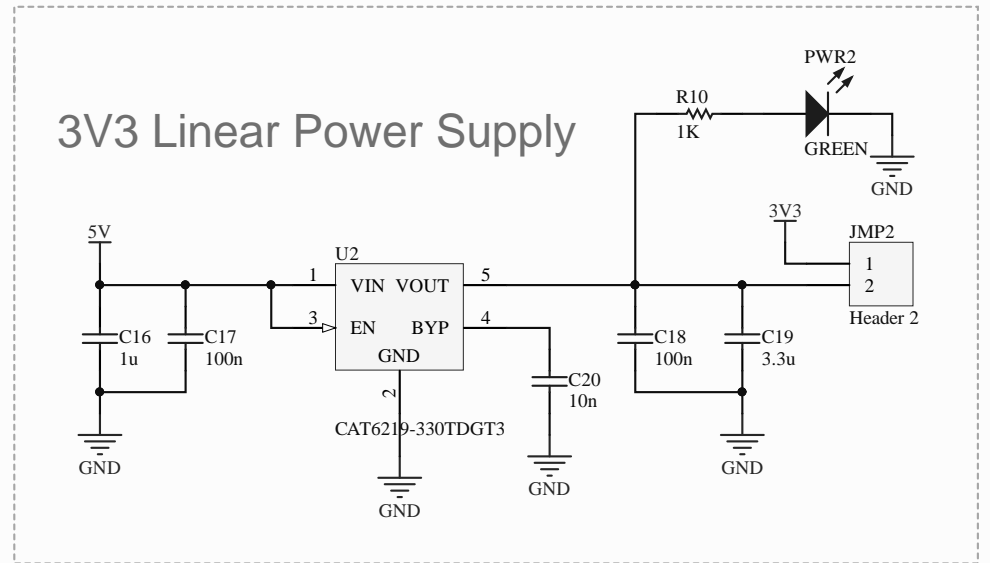 PWR2
R10
1K
GREEN
GND
3V3 Linear Power Supply
3V3
JMP2
1
2
Header 2
5V
U2
1
VIN VOUT
5
3
EN BYP
4
GND
2
CAT6219-330TDGT3
C16
1u
C17
100n
GND
GND
C20
10n
GND
C18
100n
C19
3.3u
GND